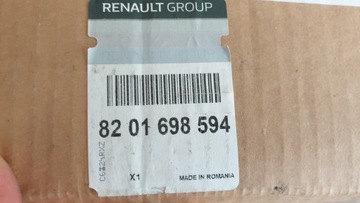 RENAULT GROUP
82 01 698 594
X1
MADE IN ROMANIA